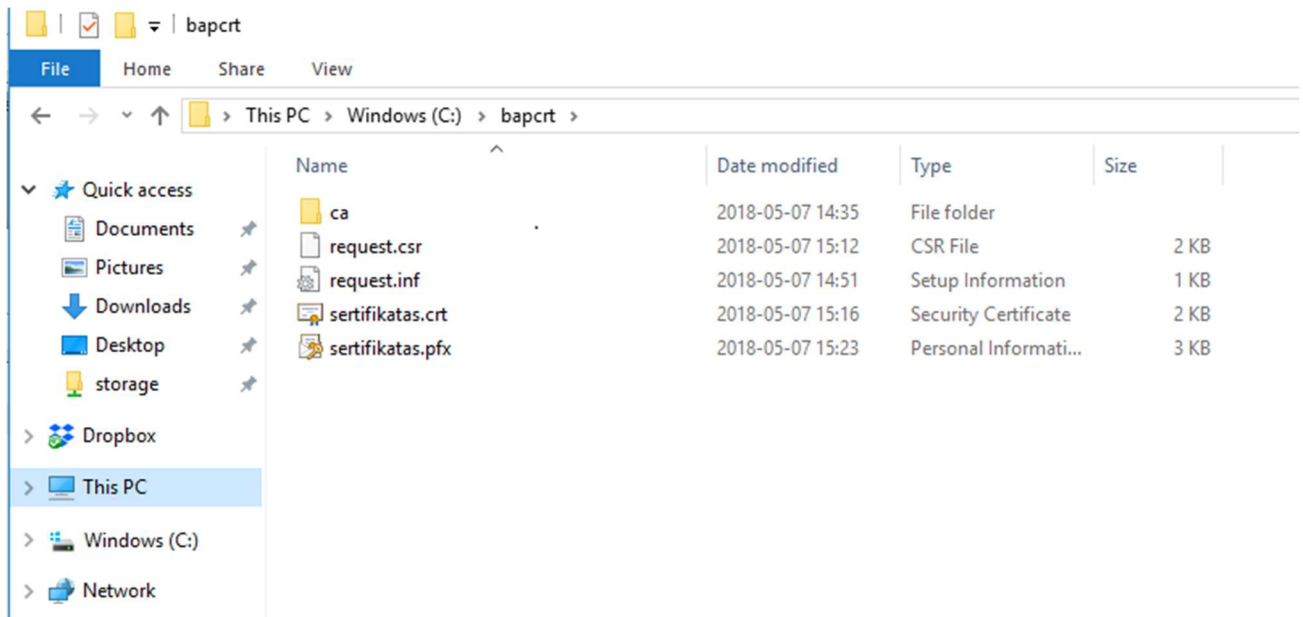 bapcrt
File Home Share View
This PC > Windows (C:) > bapcrt >
Name Date modified Type Size
Quick access
Documents
Pictures
Downloads
Desktop
storage
Dropbox
This PC
Windows (C:)
Network
ca 2018-05-07 14:35 File folder
request.csr 2018-05-07 15:12 CSR File 2 KB
request.inf 2018-05-07 14:51 Setup Information 1 KB
sertifikatas.crt 2018-05-07 15:16 Security Certificate 2 KB
sertifikatas.pfx 2018-05-07 15:23 Personal Informati... 3 KB